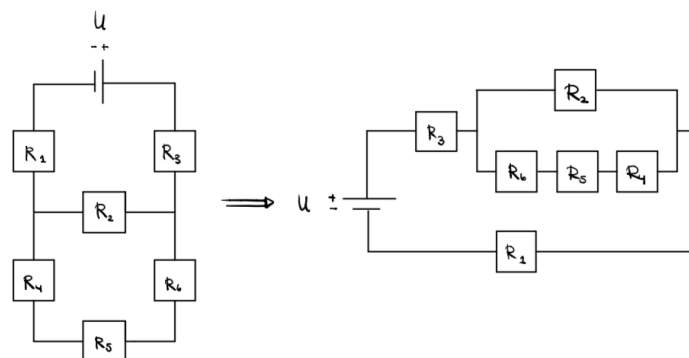 U
- +
R₁
R₃
R₂
R₄
R₆
R₅
R₂
R₃
R₆ R₅ R₄
U + -
R₁